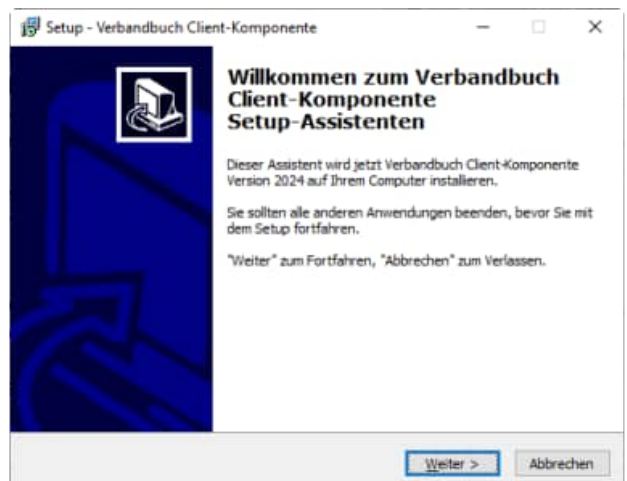 Setup - Verbandbuch Client-Komponente
Willkommen zum Verbandbuch
Client-Komponente
Setup-Assistenten
Dieser Assistent wird jetzt Verbandbuch Client-Komponente
Version 2024 auf Ihrem Computer installieren.
Sie sollten alle anderen Anwendungen beenden, bevor Sie mit
dem Setup fortfahren.
"Weiter" zum Fortfahren, "Abbrechen" zum Verlassen.
Weiter >
Abbrechen